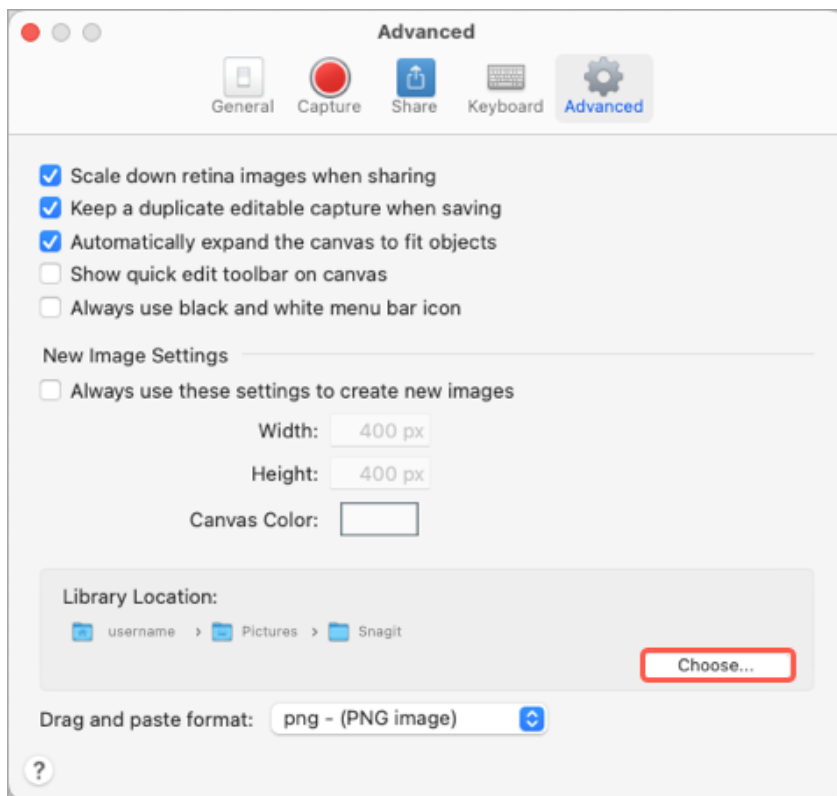 Advanced
General Capture Share Keyboard Advanced
Scale down retina images when sharing
Keep a duplicate editable capture when saving
Automatically expand the canvas to fit objects
Show quick edit toolbar on canvas
Always use black and white menu bar icon
New Image Settings
Always use these settings to create new images
Width: 400 px
Height: 400 px
Canvas Color:
Library Location:
username › Pictures › Snagit
Choose...
Drag and paste format: png - (PNG image)
?